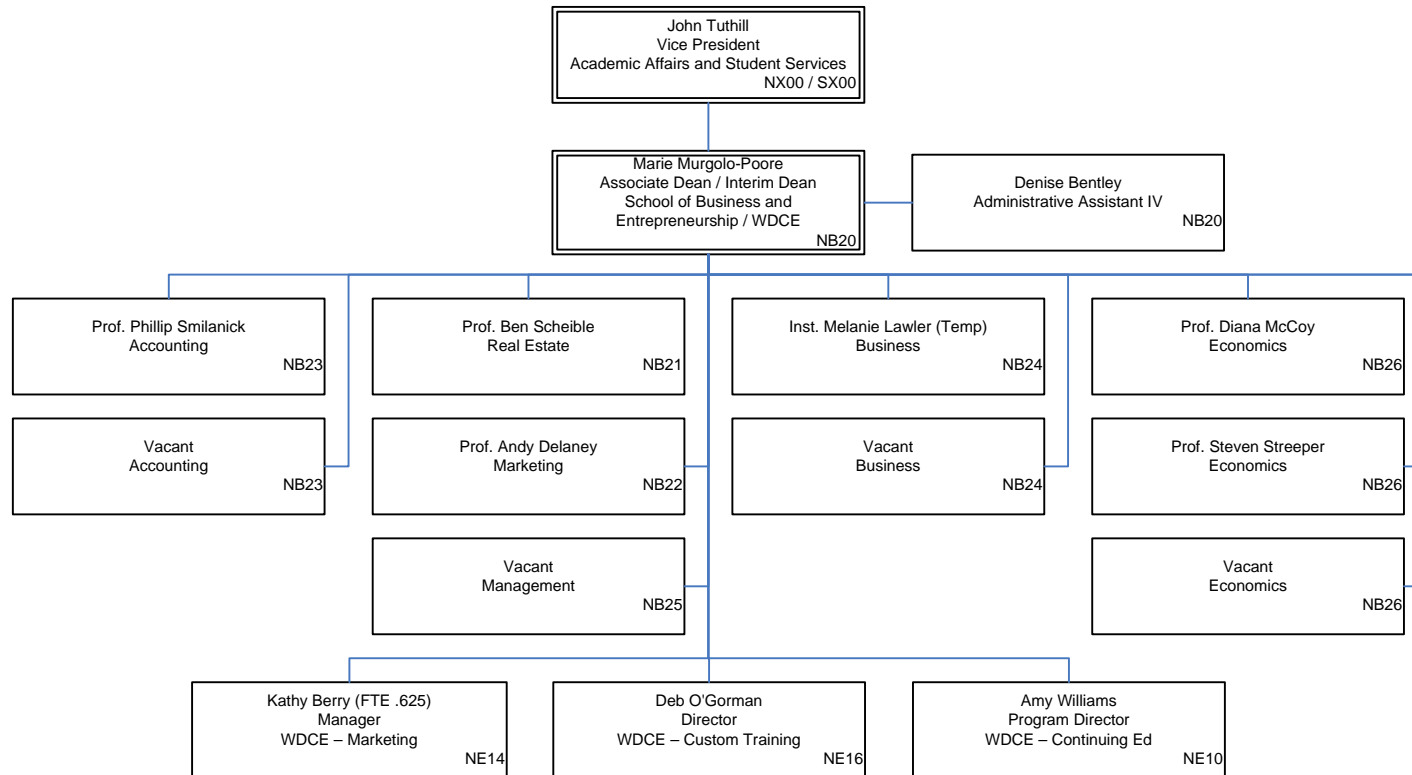 John Tuthill
Vice President
Academic Affairs and Student Services
NX00 / SX00
Marie Murgolo-Poore
Associate Dean / Interim Dean
School of Business and
Entrepreneurship / WDCE
NB20
Denise Bentley
Administrative Assistant IV
NB20
Prof. Phillip Smilanick
Accounting
NB23
Prof. Ben Scheible
Real Estate
NB21
Inst. Melanie Lawler (Temp)
Business
NB24
Prof. Diana McCoy
Economics
NB26
Vacant
Accounting
NB23
Prof. Andy Delaney
Marketing
NB22
Vacant
Business
NB24
Prof. Steven Streeper
Economics
NB26
Vacant
Management
NB25
Vacant
Economics
NB26
Kathy Berry (FTE .625)
Manager
WDCE – Marketing
NE14
Deb O'Gorman
Director
WDCE – Custom Training
NE16
Amy Williams
Program Director
WDCE – Continuing Ed
NE10